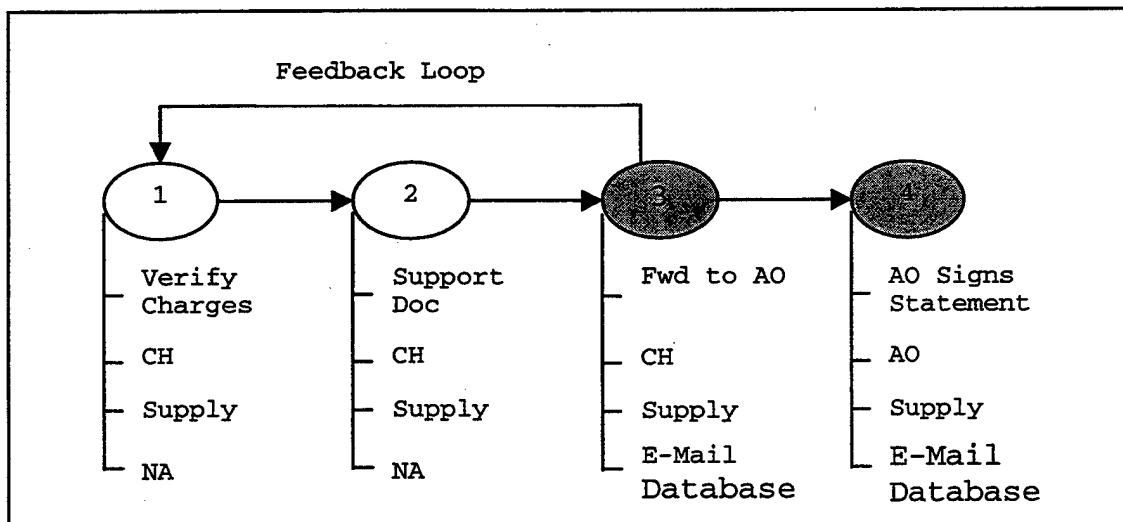 Feedback Loop
1
2
3
4
Verify
Charges
CH
Supply
NA
Support
Doc
CH
Supply
NA
Fwd to AO
CH
Supply
E-Mail
Database
AO Signs
Statement
AO
Supply
E-Mail
Database